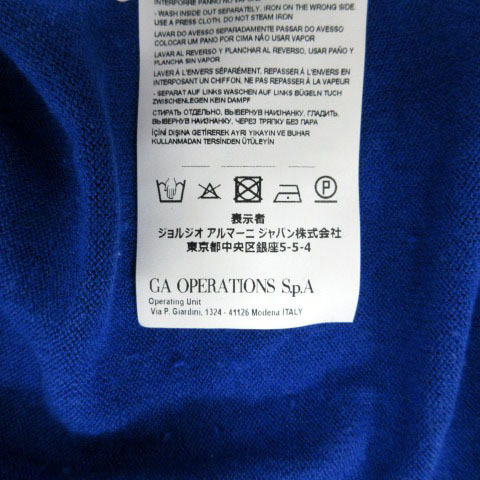 INTERPORRE PANNO NO VAPORE
- WASH INSIDE OUT SEPARATELY, IRON ON THE WRONG SIDE
USE A PRESS CLOTH, DO NOT STEAM IRON
LAVAR DO AVESSO SEPARADAMENTE PASSAR DO AVESSO
COLOCAR UM PANO POR CIMA NÃO USAR VAPOR
LAVAR AL REVERSO Y PLANCHAR AL REVERSO, USAR PAÑO Y
PLANCHA SIN VAPOR
LAVER À L'ENVERS SÉPARÉMENT, REPASSER À L'ENVERS EN
INTERPOSANT UN CHIFFON, NE PAS REPASSER À LA VAPEUR
- SEPARAT AUF LINKS WASCHEN AUF LINKS BÜGELN TUCH
ZWISCHENLEGEN KEIN DAMPF
СТИРАТЬ ОТДЕЛЬНО, ВЫВЕРНУВ НАИЗНАНКУ, ГЛАДИТЬ,
ВЫВЕРНУВ НАИЗНАНКУ, ЧЕРЕЗ ТРЯПКУ БЕЗ ПАРА
İÇİNİ DIŞINA GETİREREK AYRI YIKAYIN VE BUHAR
KULLANMADAN TERSİNDEN ÜTÜLEYİN
P
表示者
ジョルジオ アルマーニ ジャパン株式会社
東京都中央区銀座5-5-4
GA OPERATIONS S.p.A
Operating Unit
Via P. Giardini, 1324 - 41126 Modena ITALY